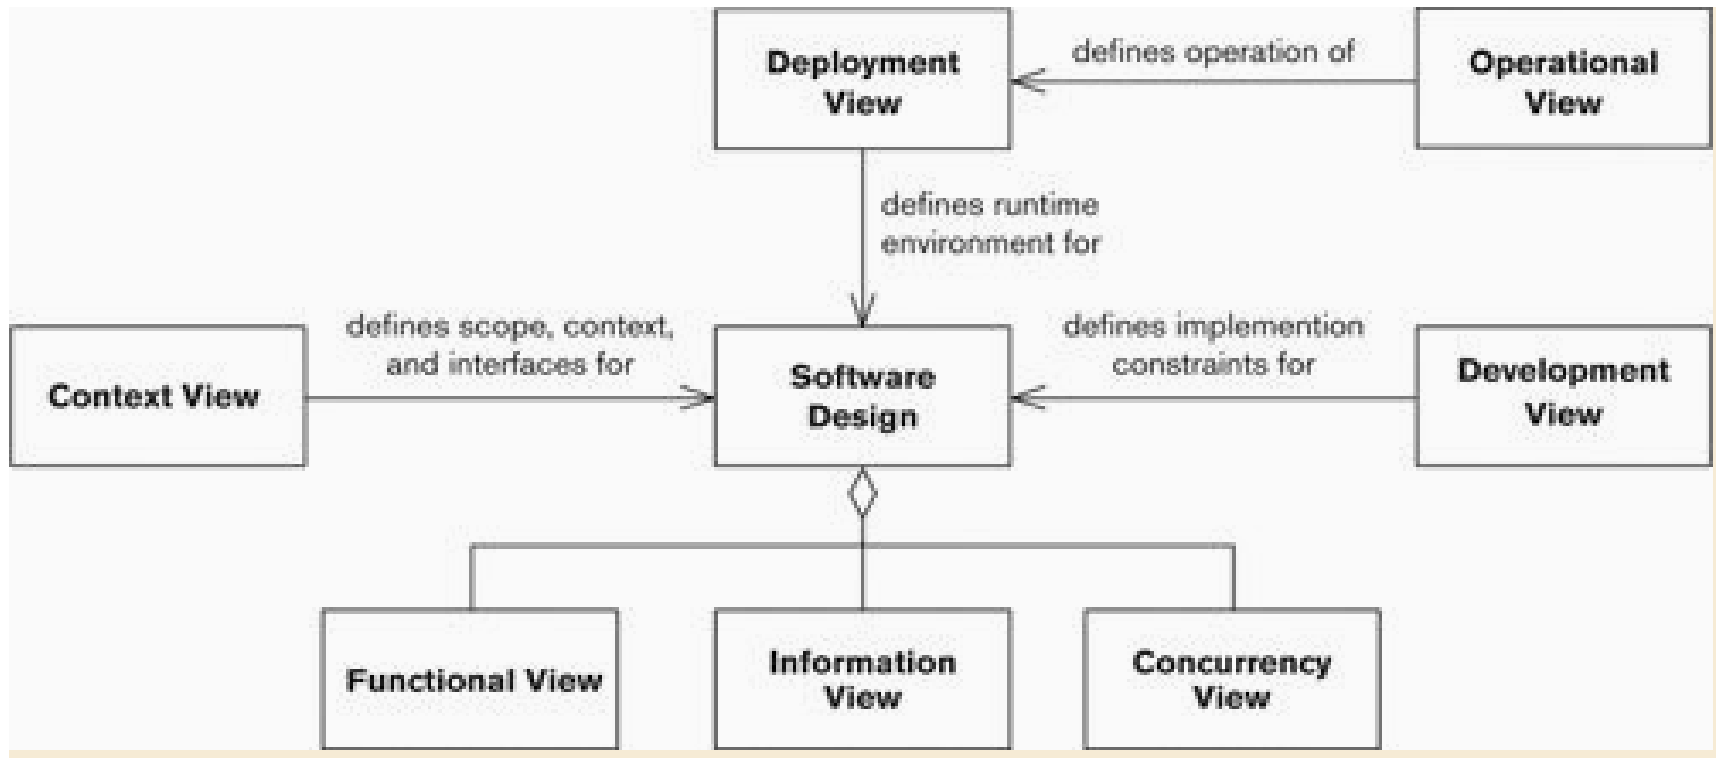 Deployment
View
defines operation of
Operational
View
defines runtime
environment for
Context View
defines scope, context,
and interfaces for
Software
Design
defines implemention
constraints for
Development
View
Functional View
Information
View
Concurrency
View